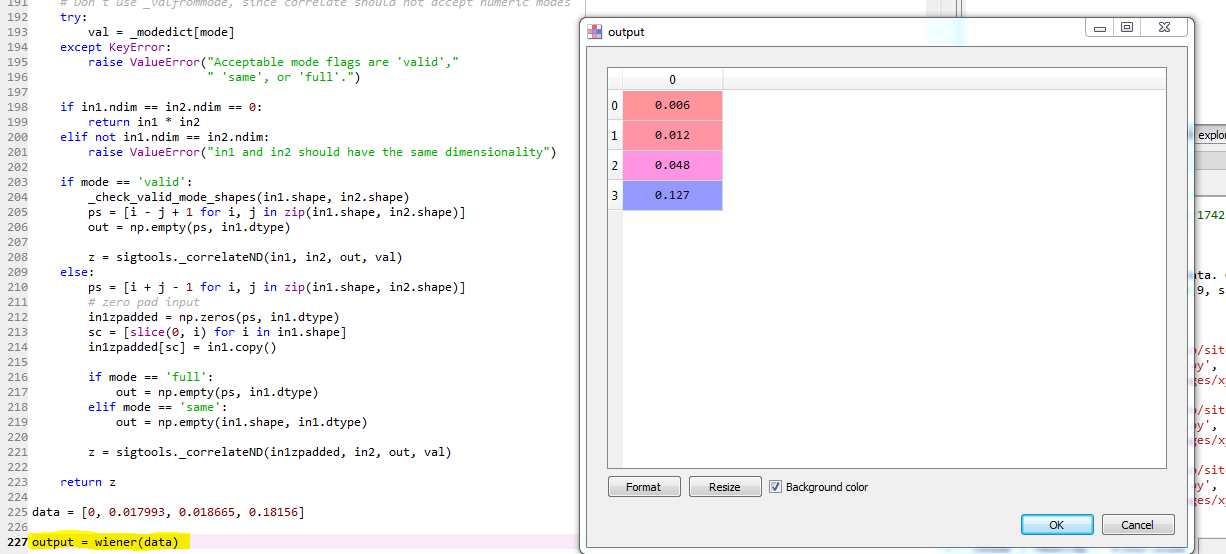 191 # Don't use _valfrommode, since correlate should not accept numeric modes
192 try:
193 val = _modedict[mode]
194 except KeyError:
195 raise ValueError("Acceptable mode flags are 'valid',"
196 " 'same', or 'full'.")
197
198 if in1.ndim == in2.ndim == 0:
199 return in1 * in2
200 elif not in1.ndim == in2.ndim:
201 raise ValueError("in1 and in2 should have the same dimensionality")
202
203 if mode == 'valid':
204 _check_valid_mode_shapes(in1.shape, in2.shape)
205 ps = [i - j + 1 for i, j in zip(in1.shape, in2.shape)]
206 out = np.empty(ps, in1.dtype)
207
208 z = sigtools._correlateND(in1, in2, out, val)
209 else:
210 ps = [i + j - 1 for i, j in zip(in1.shape, in2.shape)]
211 # zero pad input
212 in1zpadded = np.zeros(ps, in1.dtype)
213 sc = [slice(0, i) for i in in1.shape]
214 in1zpadded[sc] = in1.copy()
215
216 if mode == 'full':
217 out = np.empty(ps, in1.dtype)
218 elif mode == 'same':
219 out = np.empty(in1.shape, in1.dtype)
220
221 z = sigtools._correlateND(in1zpadded, in2, out, val)
222
223 return z
224
225 data = [0, 0.017993, 0.018665, 0.18156]
226
227 output = wiener(data)
output
0
0 0.006
1 0.012
2 0.048
3 0.127
Format Resize Background color
OK Cancel
explor
1742
ata.
9, s
/sit
py',
ges/x
/sit
py',
ges/xy
/sit
py',
ges/xy